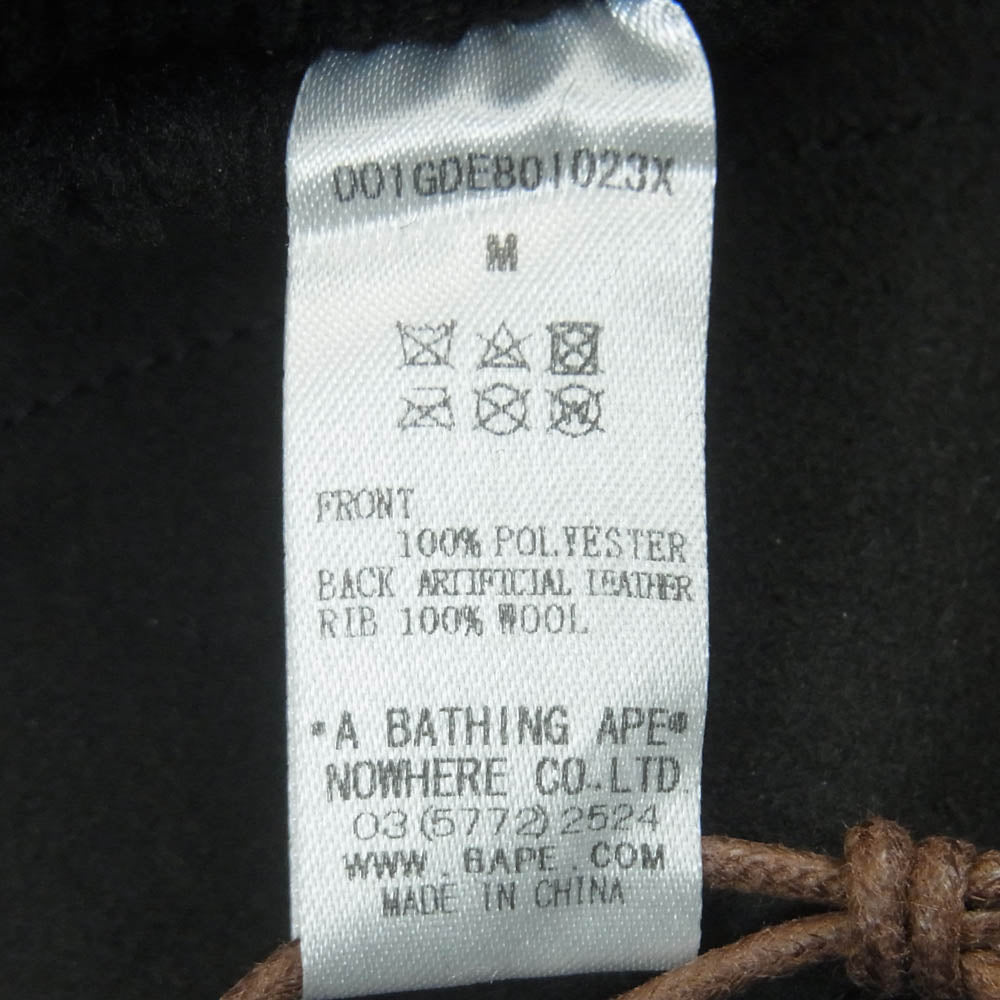 001GDE801023X
M
FRONT
100% POLYESTER
BACK ARTIFICIAL LEATHER
RIB 100% WOOL
*A BATHING APE®
NOWHERE CO.LTD
03(5772)2524
WWW.BAPE.COM
MADE IN CHINA